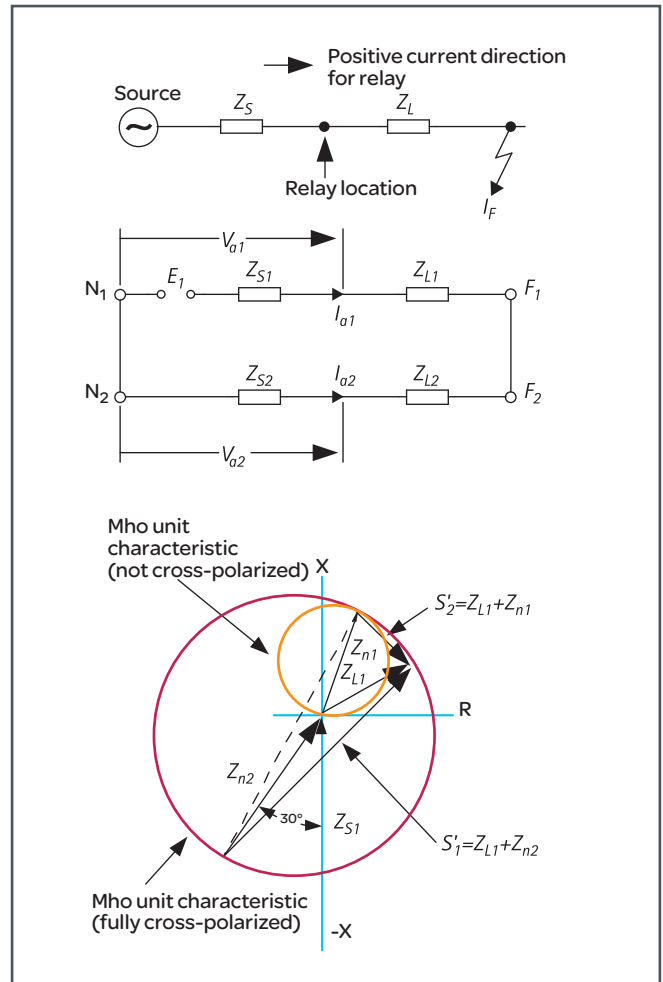 Positive current direction
for relay
Source
Z_S
Z_L
Relay location
I_F
V_a1
N_1
E_1
Z_S1
Z_L1
F_1
I_a1
N_2
Z_S2
I_a2
Z_L2
F_2
V_a2
Mho unit
characteristic
(not cross-polarized)
X
S'_2=Z_L1+Z_n1
Z_n1
Z_L1
R
Z_n2
30°
Z_S1
S'_1=Z_L1+Z_n2
Mho unit characteristic
(fully cross-polarized)
-X